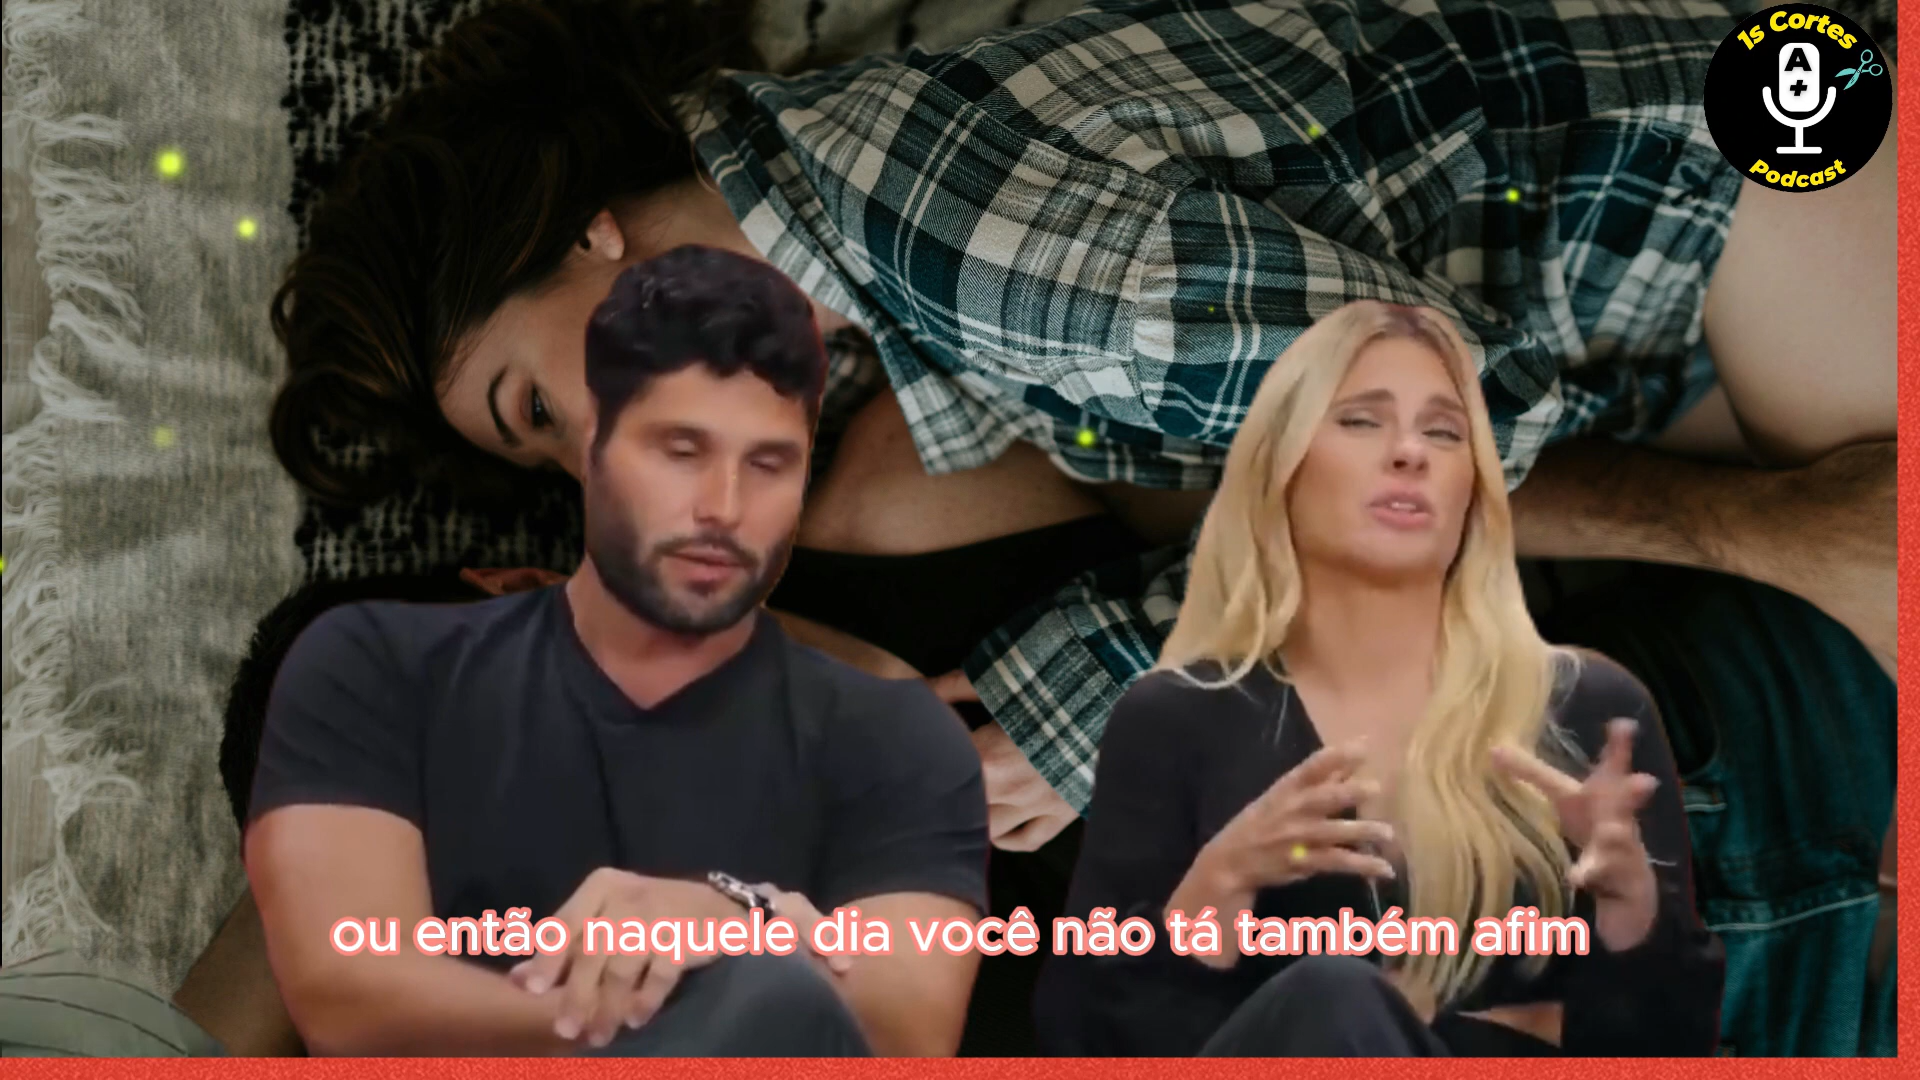 1s Cortes
A+
Podcast
ou então naquele dia você não tá também afim